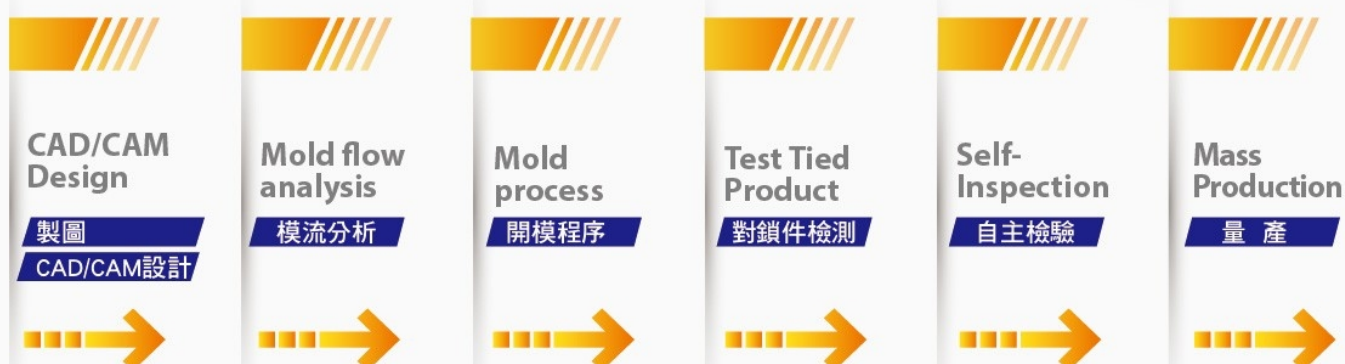 CAD/CAM
Design
製圖
CAD/CAM設計
Mold flow
analysis
模流分析
Mold
process
開模程序
Test Tied
Product
對鎖件檢測
Self-
Inspection
自主檢驗
Mass
Production
量 產